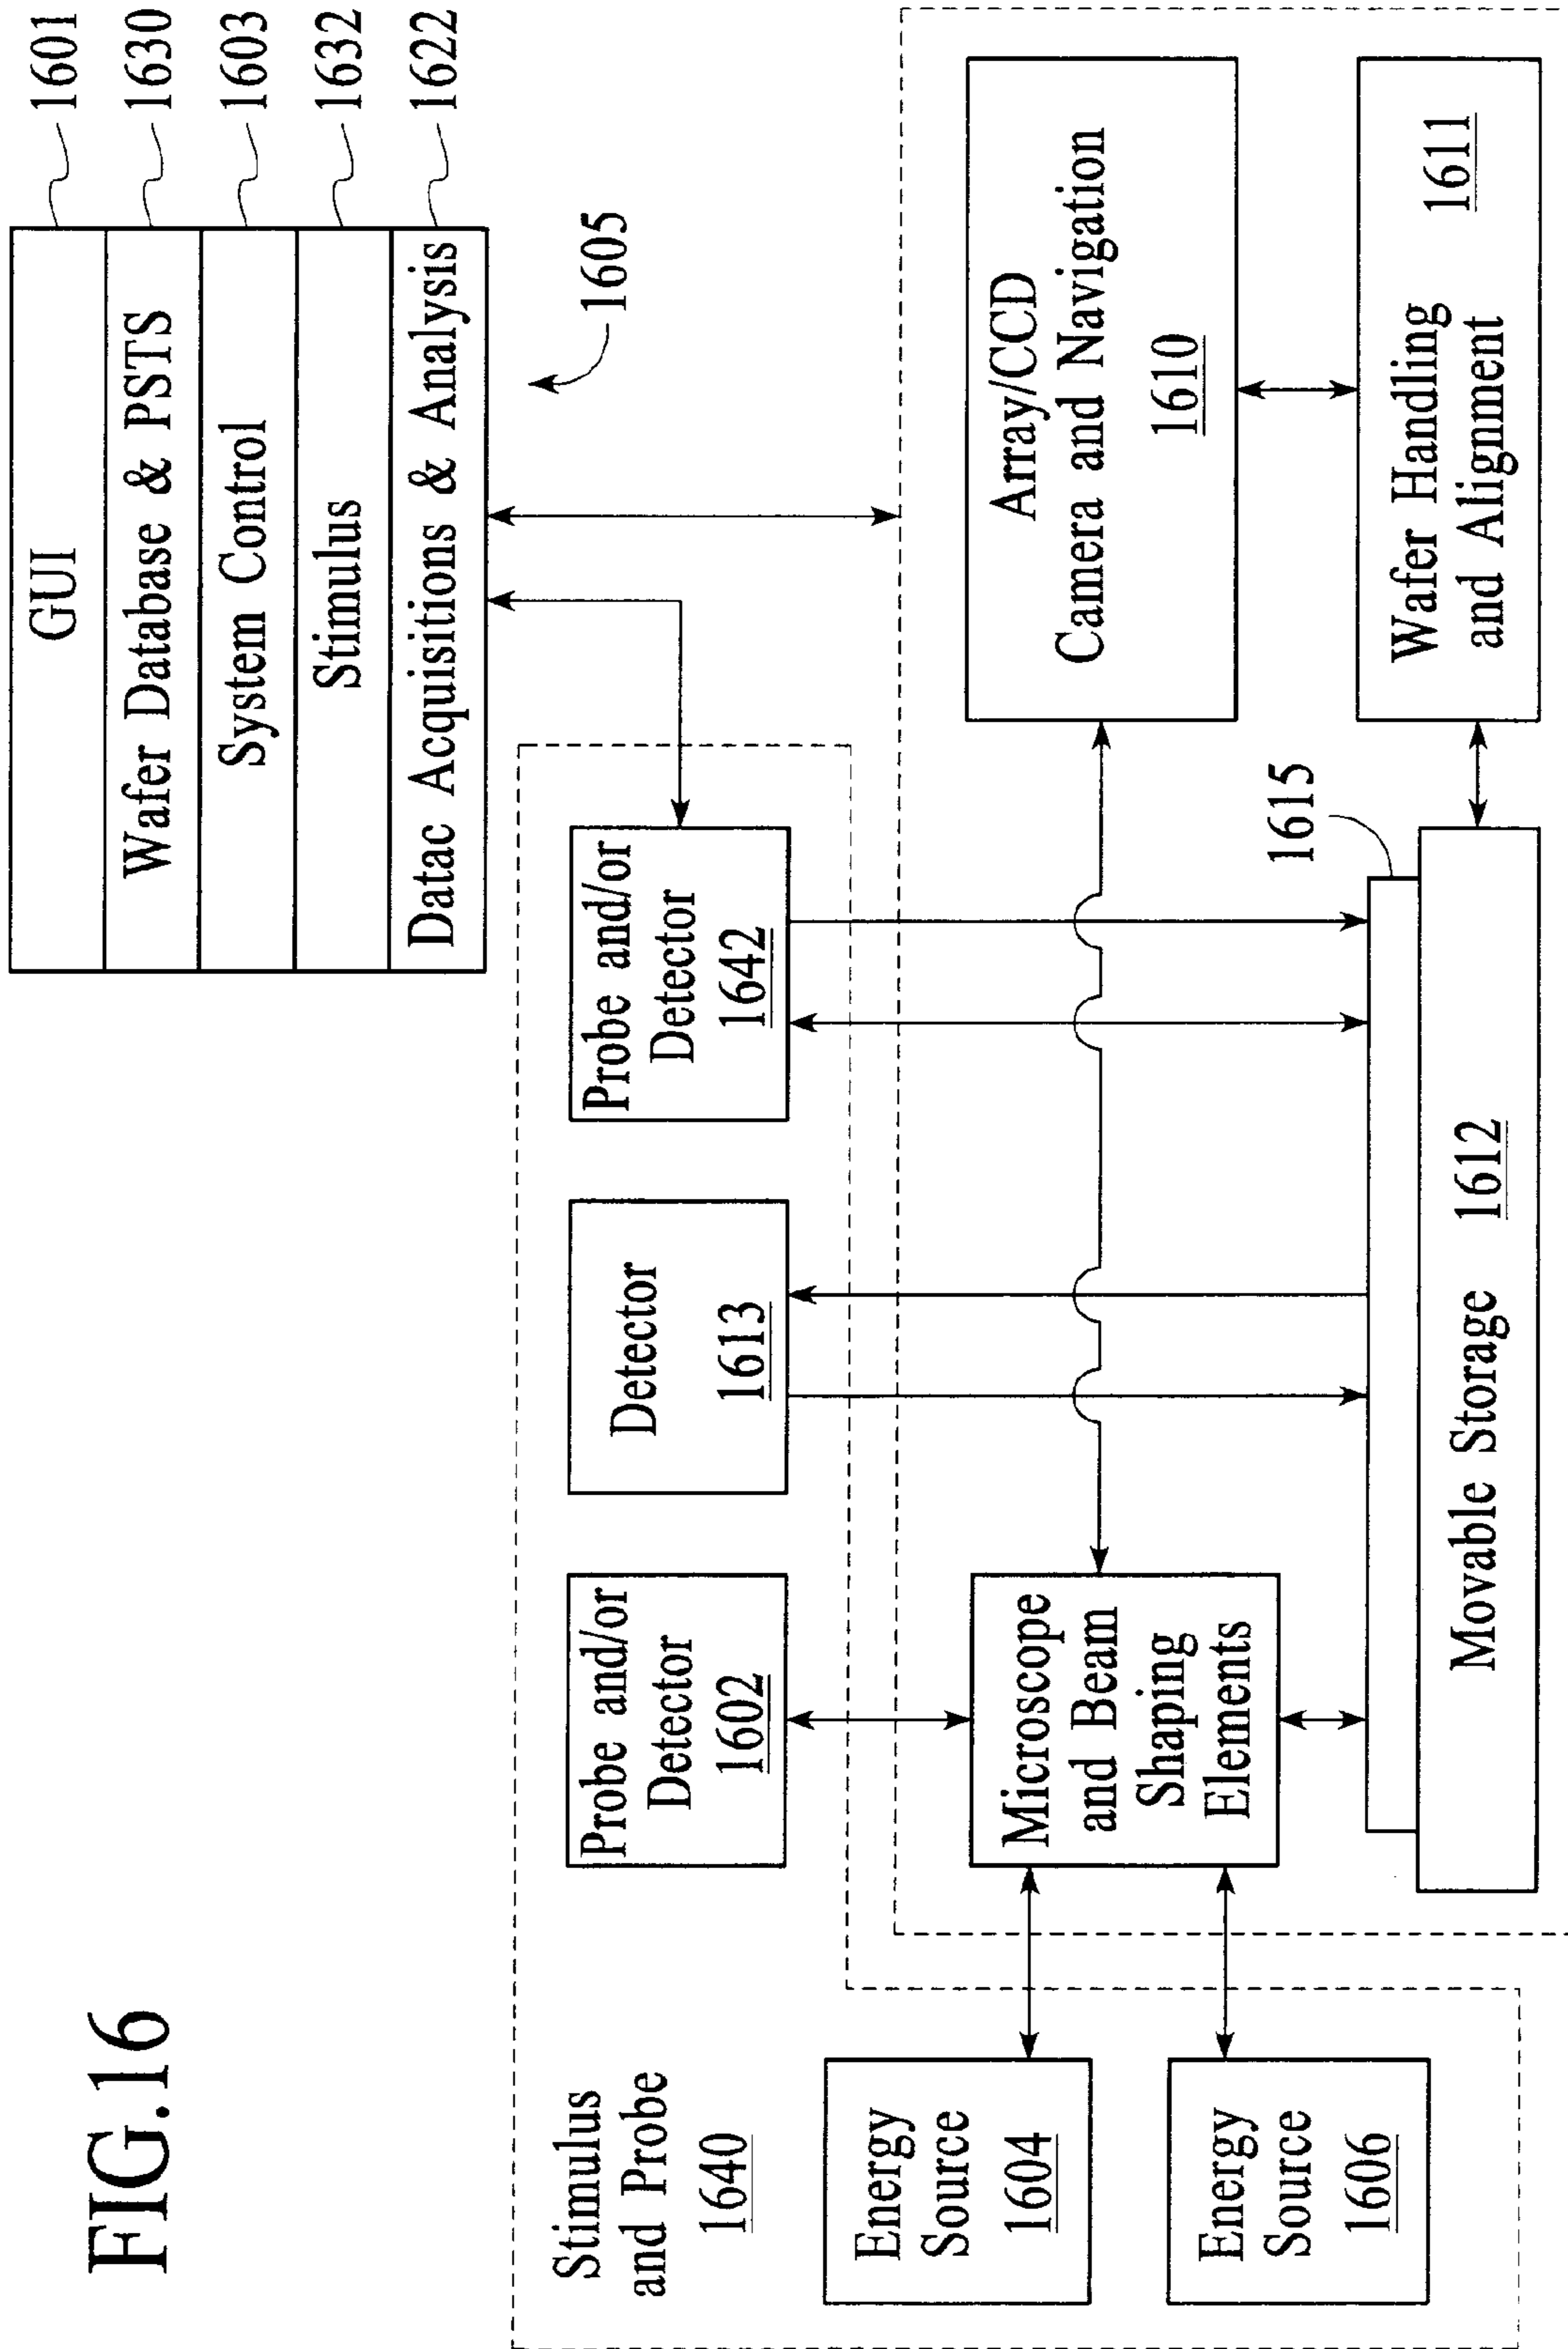 FIG.16
GUI
1601
Wafer Database & PSTS
1630
System Control
1603
Stimulus
1632
Datac Acquisitions & Analysis
1622
1605
Stimulus
and Probe
1640
Probe and/or
Detector
1602
Detector
1613
Probe and/or
Detector
1642
Energy
Source
1604
Energy
Source
1606
Microscope
and Beam
Shaping
Elements
Array/CCD
Camera and Navigation
1610
1615
Movable Storage 1612
Wafer Handling
and Alignment
1611